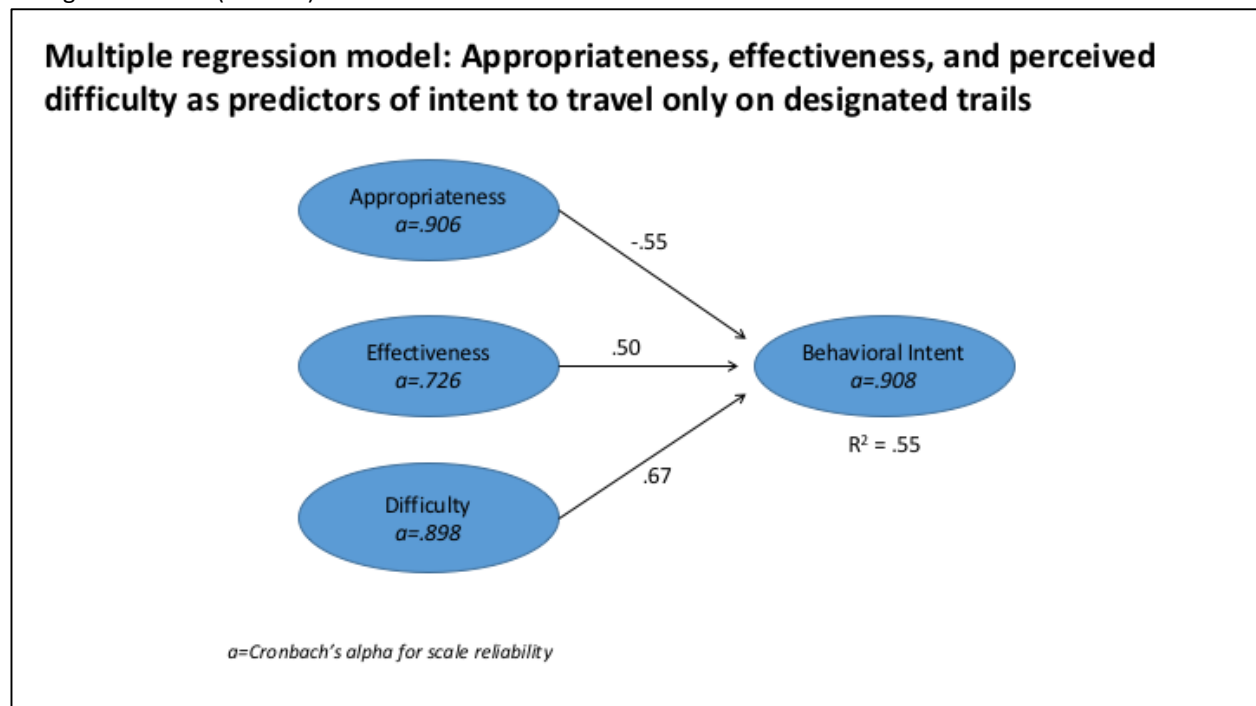 Multiple regression model: Appropriateness, effectiveness, and perceived
difficulty as predictors of intent to travel only on designated trails
Appropriateness
a=.906
-.55
Effectiveness
a=.726
.50
Behavioral Intent
a=.908
R² = .55
Difficulty
a=.898
.67
a=Cronbach's alpha for scale reliability